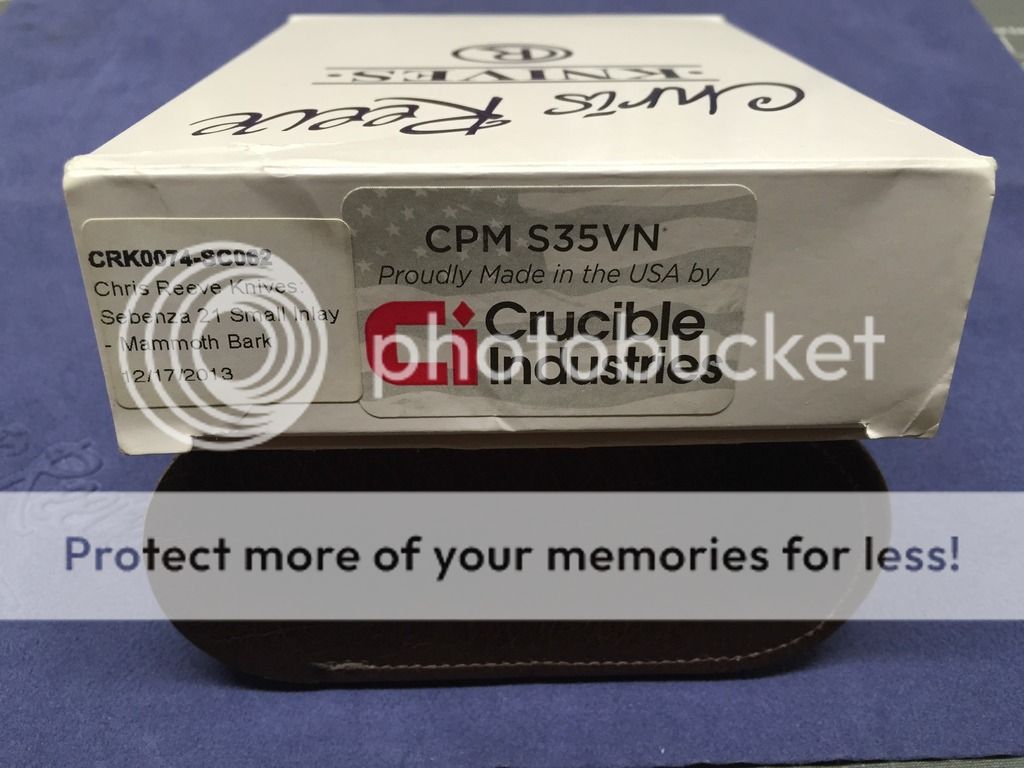 Chris Reeve
· KNIVES ·
R
CRK0074-SC062
Chris Reeve Knives:
Sebenza 21 Small Inlay
- Mammoth Bark
12/17/2013
CPM S35VN
Proudly Made in the USA by
Crucible
Industries
photobucket
Protect more of your memories for less!